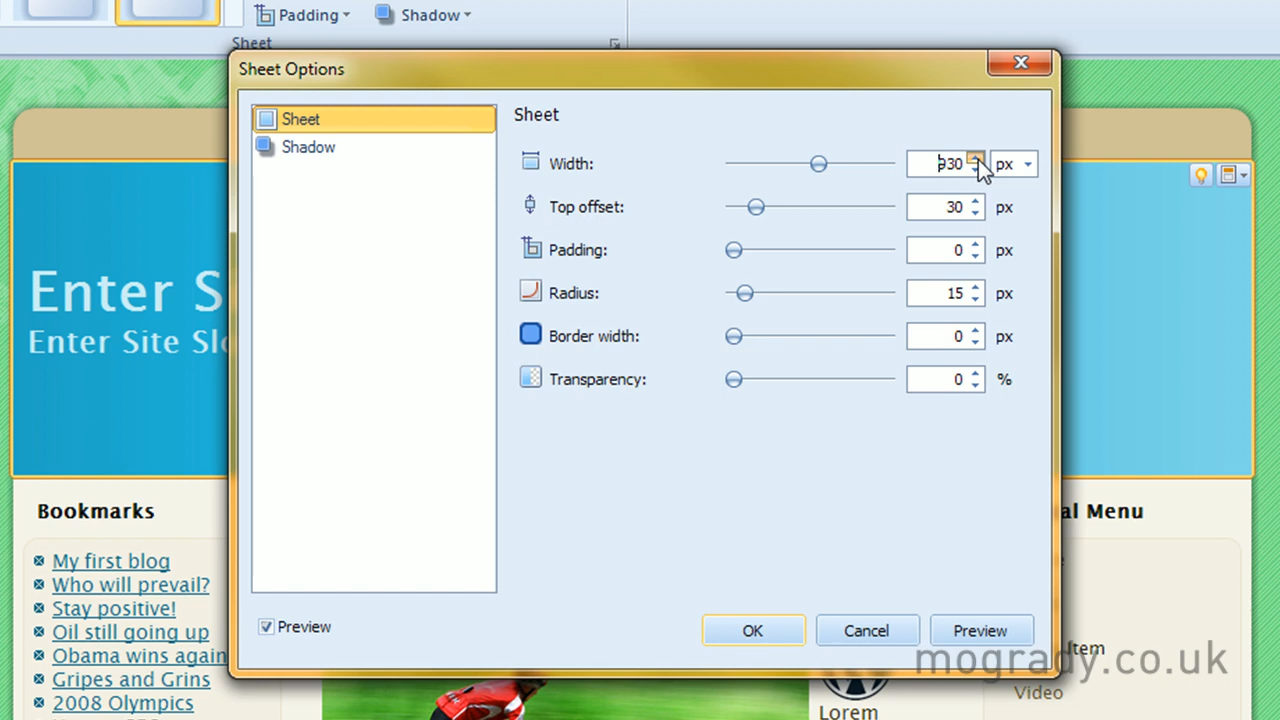 Padding
Shadow
Sheet
Sheet Options
Sheet
Shadow
Sheet
Width:
930
px
Top offset:
30
px
Padding:
0
px
Radius:
15
px
Border width:
0
px
Transparency:
0
%
Preview
OK
Cancel
Preview
Enter S
Enter Site Slo
Bookmarks
My first blog
Who will prevail?
Stay positive!
Oil still going up
Obama wins again
Gripes and Grins
2008 Olympics
al Menu
Item
Video
Lorem
mogrady.co.uk